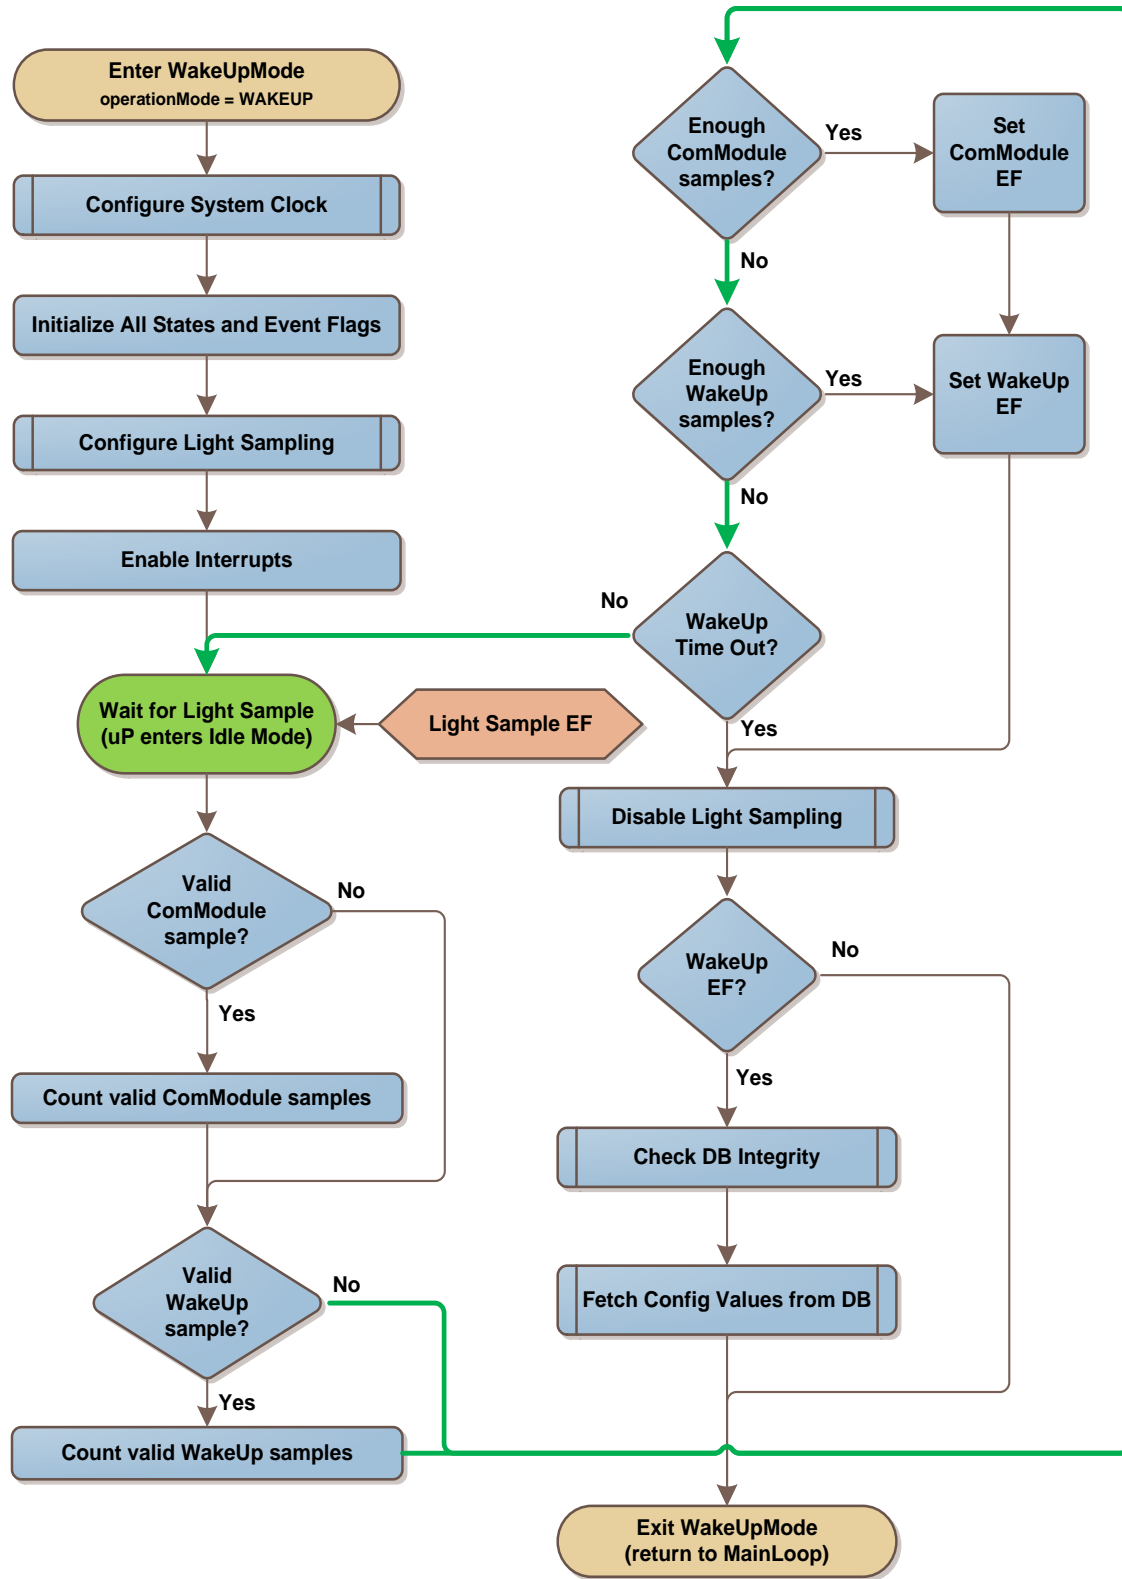 Enter WakeUpMode
operationMode = WAKEUP
Configure System Clock
Initialize All States and Event Flags
Configure Light Sampling
Enable Interrupts
Wait for Light Sample
(uP enters Idle Mode)
Light Sample EF
Valid
ComModule
sample?
No
Yes
Count valid ComModule samples
Valid
WakeUp
sample?
No
Yes
Count valid WakeUp samples
Enough
ComModule
samples?
Yes
Set
ComModule
EF
No
Enough
WakeUp
samples?
Yes
Set WakeUp
EF
No
WakeUp
Time Out?
No
Yes
Disable Light Sampling
WakeUp
EF?
No
Yes
Check DB Integrity
Fetch Config Values from DB
Exit WakeUpMode
(return to MainLoop)